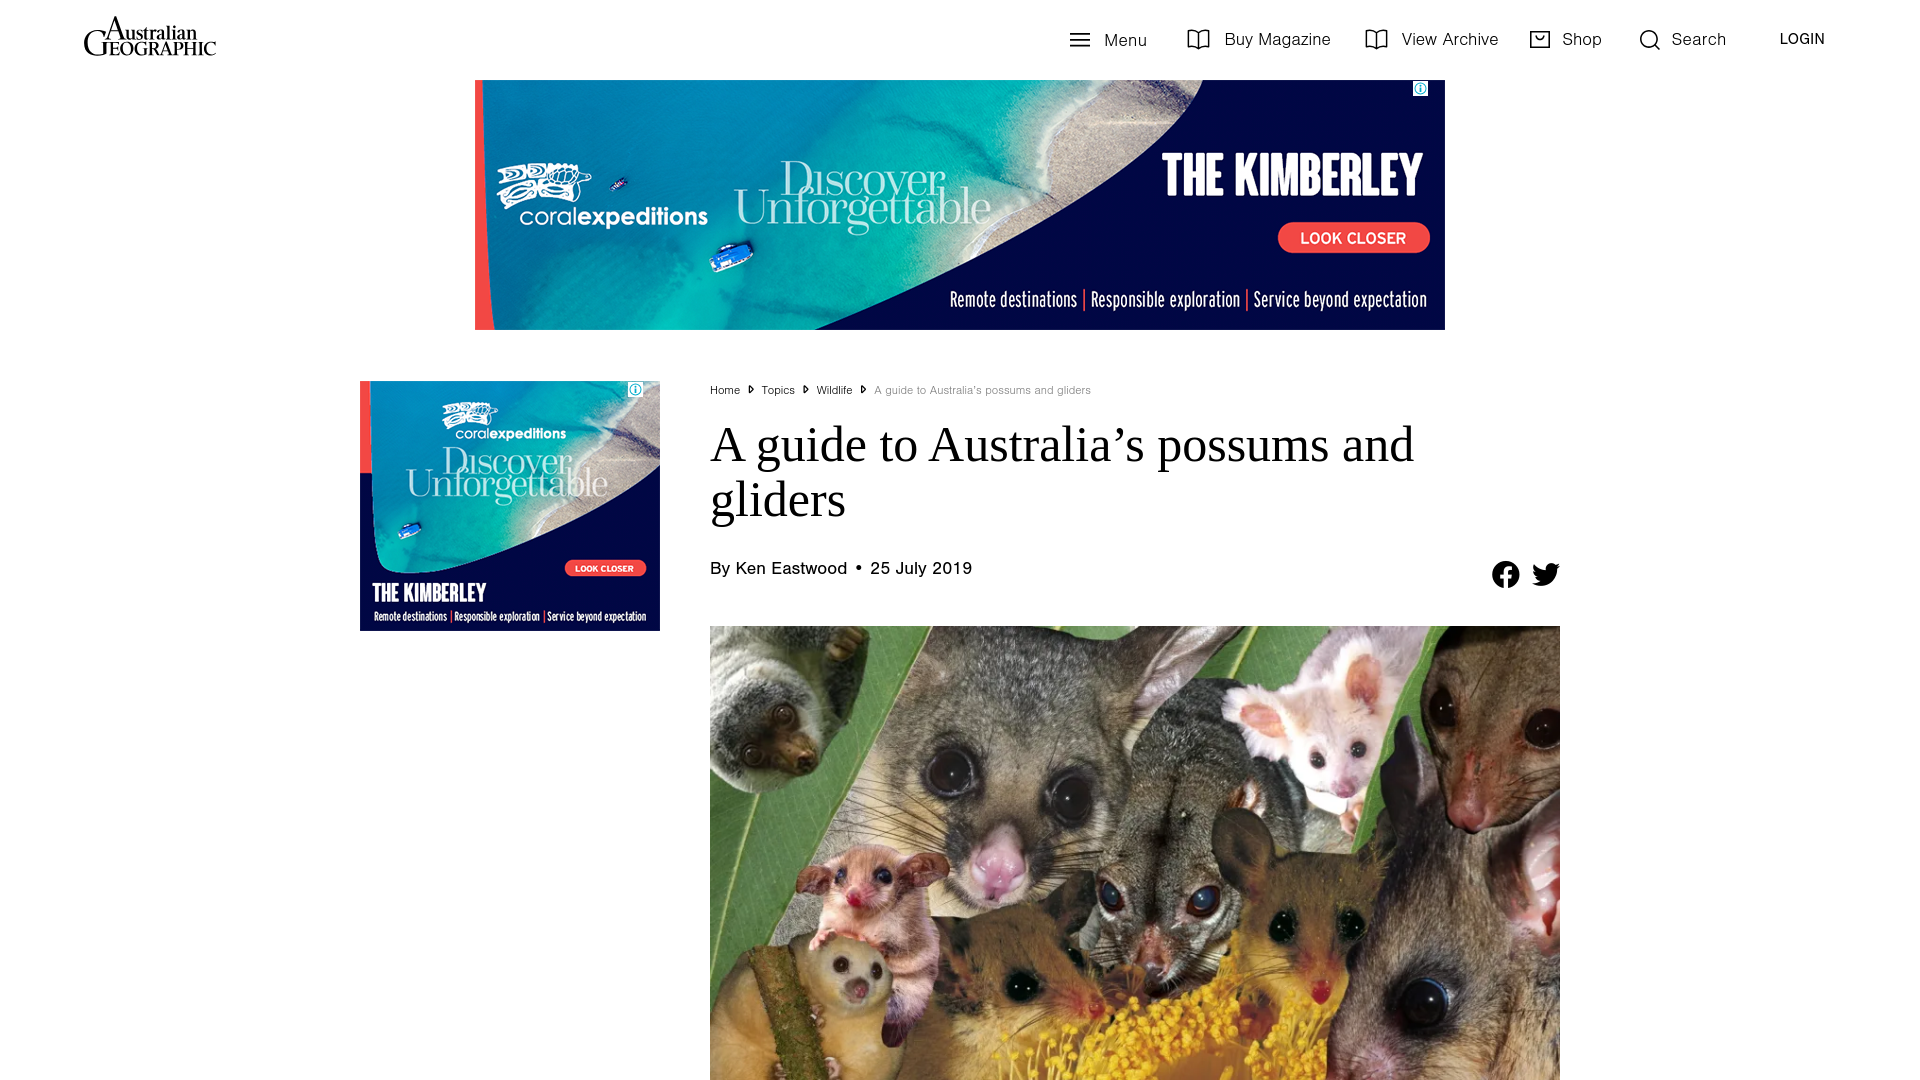 Australian
GEOGRAPHIC
Menu
Buy Magazine
View Archive
Shop
Search
LOGIN
coralexpeditions
Discover
Unforgettable
THE KIMBERLEY
LOOK CLOSER
Remote destinations | Responsible exploration | Service beyond expectation
coralexpeditions
Discover
Unforgettable
LOOK CLOSER
THE KIMBERLEY
Remote destinations | Responsible exploration | Service beyond expectation
Home Topics Wildlife A guide to Australia’s possums and gliders
A guide to Australia’s possums and
gliders
By Ken Eastwood • 25 July 2019